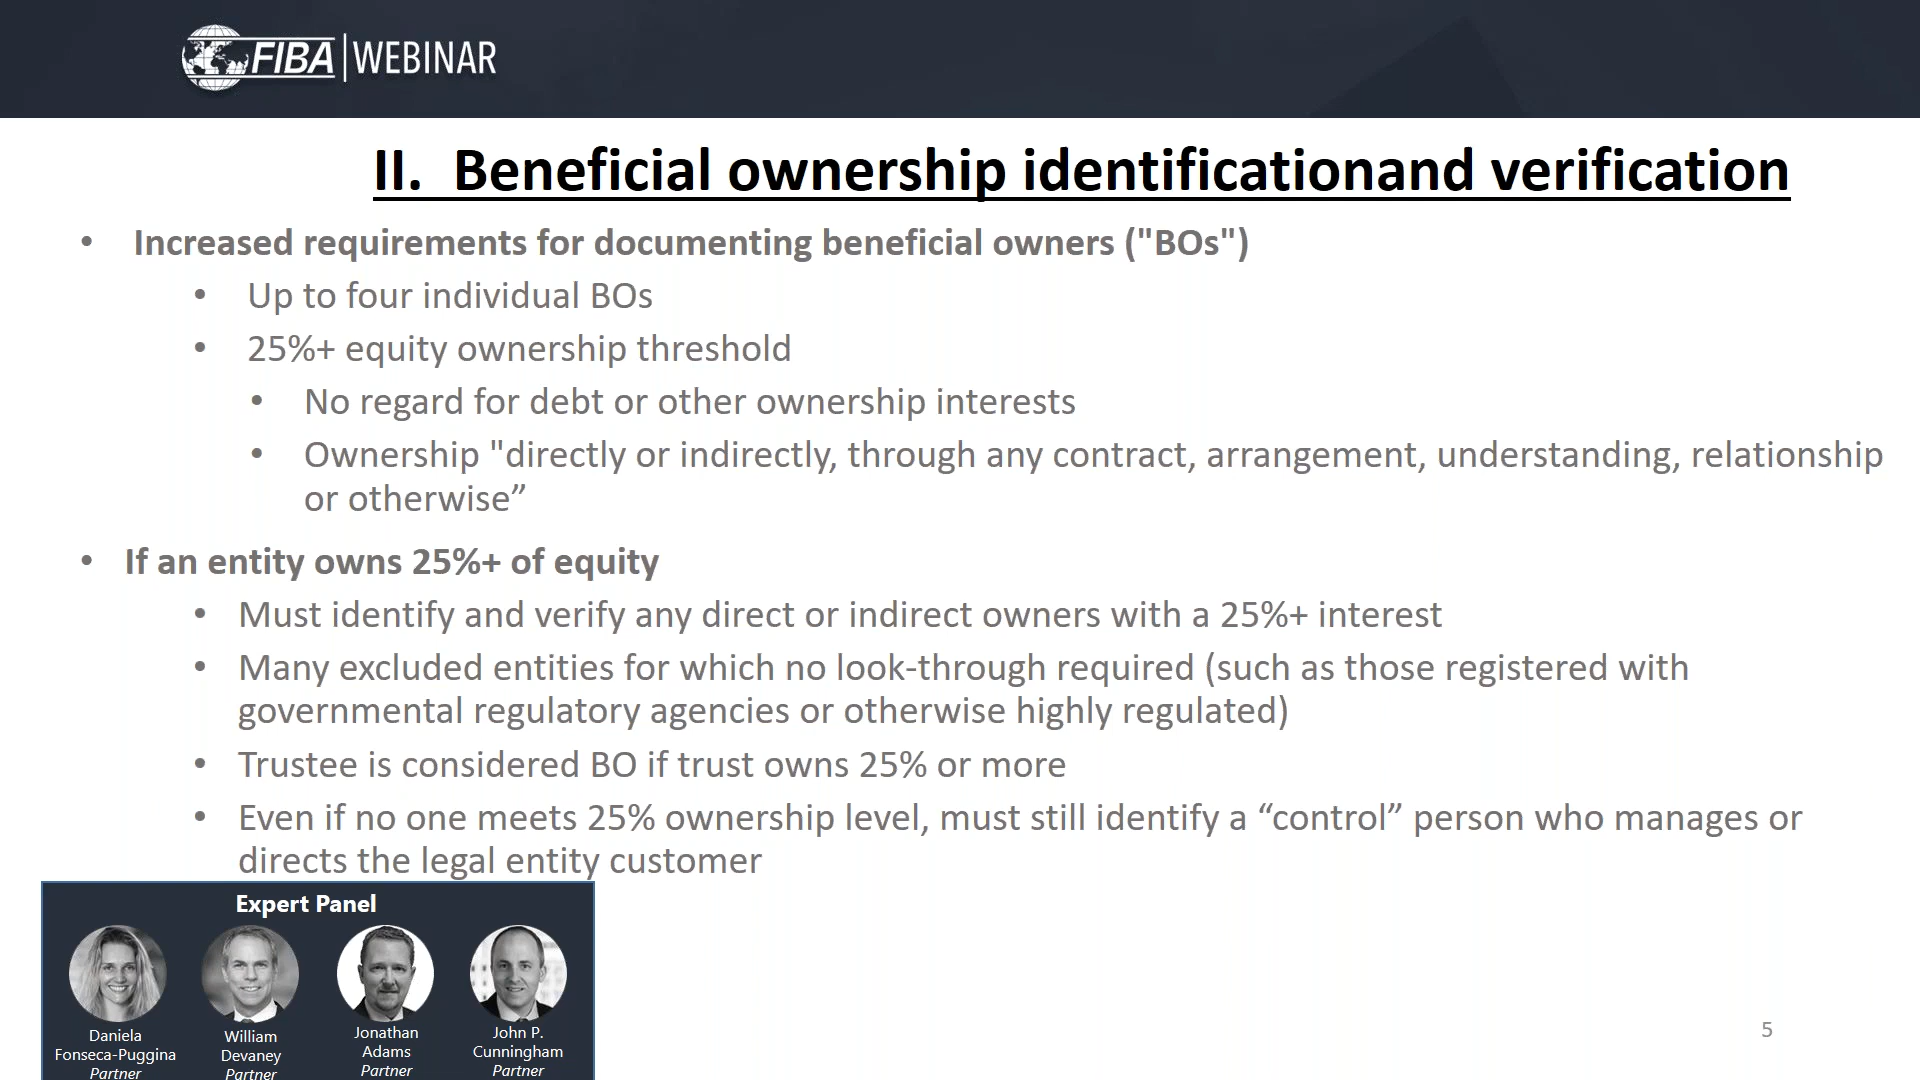 FIBA | WEBINAR
II. Beneficial ownership identificationand verification
• Increased requirements for documenting beneficial owners ("BOs")
• Up to four individual BOs
• 25%+ equity ownership threshold
• No regard for debt or other ownership interests
• Ownership "directly or indirectly, through any contract, arrangement, understanding, relationship
or otherwise”
• If an entity owns 25%+ of equity
• Must identify and verify any direct or indirect owners with a 25%+ interest
• Many excluded entities for which no look-through required (such as those registered with
governmental regulatory agencies or otherwise highly regulated)
• Trustee is considered BO if trust owns 25% or more
• Even if no one meets 25% ownership level, must still identify a “control” person who manages or
directs the legal entity customer
Expert Panel
Daniela
Fonseca-Puggina
Partner
William
Devaney
Partner
Jonathan
Adams
Partner
John P.
Cunningham
Partner
5